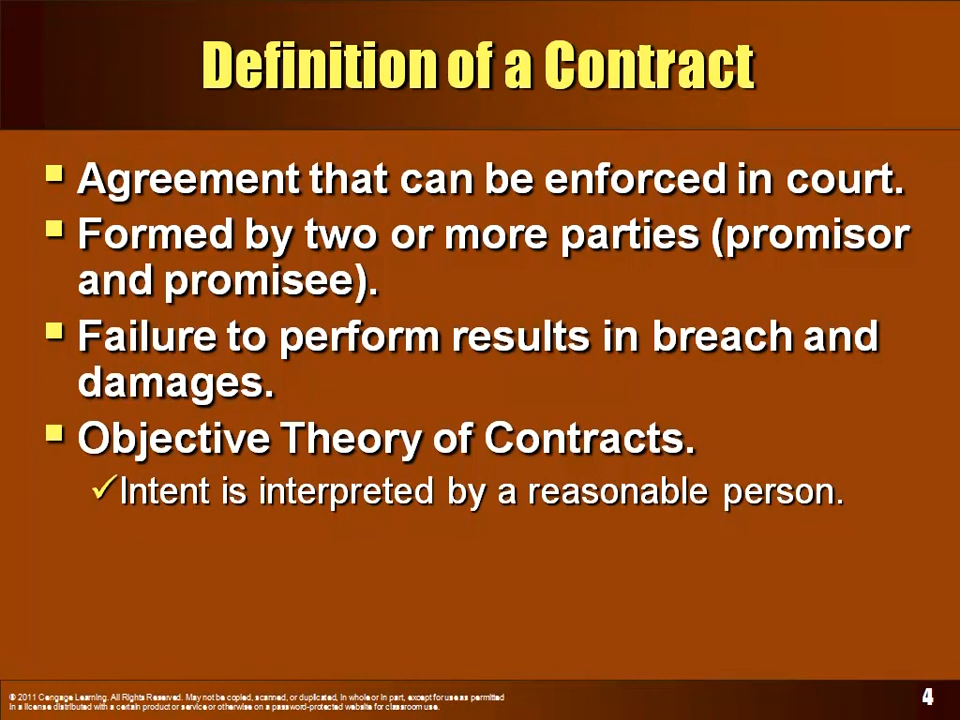 Definition of a Contract
Agreement that can be enforced in court.
Formed by two or more parties (promisor
and promisee).
Failure to perform results in breach and
damages.
Objective Theory of Contracts.
Intent is interpreted by a reasonable person.
© 2011 Cengage Learning. All Rights Reserved. May not be copied, scanned, or duplicated, in whole or in part, except for use as permitted
in a license distributed with a certain product or service or otherwise on a password-protected website for classroom use.
4